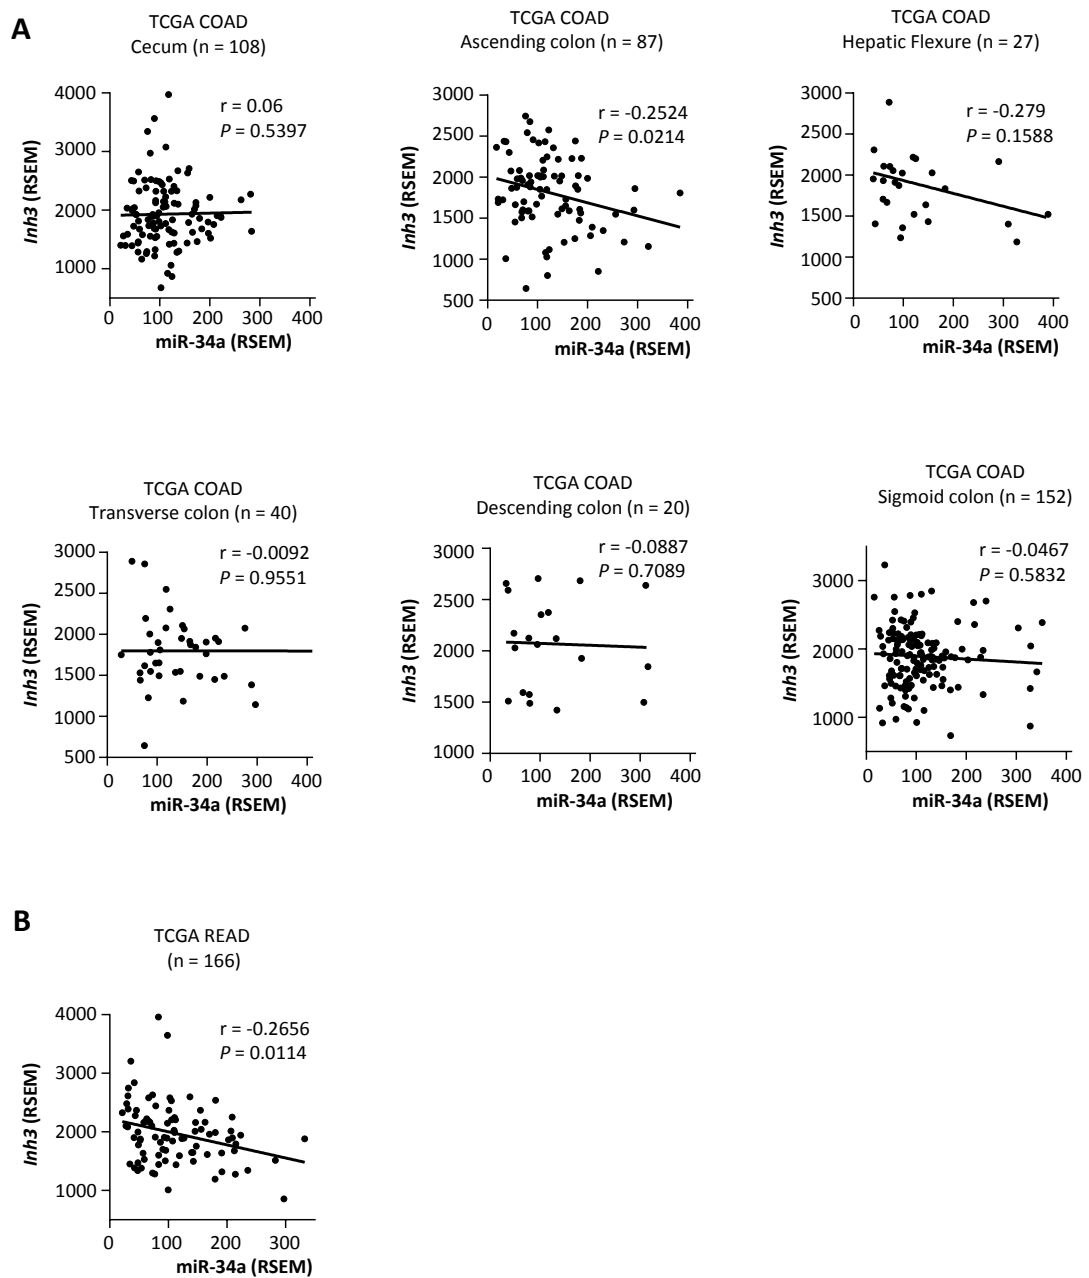 A
TCGA COAD
Cecum (n = 108)
r = 0.06
P = 0.5397
4000
3000
2000
1000
Inh3 (RSEM)
0 100 200 300 400
miR-34a (RSEM)
TCGA COAD
Ascending colon (n = 87)
r = -0.2524
P = 0.0214
3000
2500
2000
1500
1000
500
Inh3 (RSEM)
0 100 200 300 400
miR-34a (RSEM)
TCGA COAD
Hepatic Flexure (n = 27)
r = -0.279
P = 0.1588
3000
2500
2000
1500
1000
500
Inh3 (RSEM)
0 100 200 300 400
miR-34a (RSEM)
TCGA COAD
Transverse colon (n = 40)
r = -0.0092
P = 0.9551
3000
2500
2000
1500
1000
500
Inh3 (RSEM)
0 100 200 300 400
miR-34a (RSEM)
TCGA COAD
Descending colon (n = 20)
r = -0.0887
P = 0.7089
3000
2500
2000
1500
1000
Inh3 (RSEM)
0 100 200 300 400
miR-34a (RSEM)
TCGA COAD
Sigmoid colon (n = 152)
r = -0.0467
P = 0.5832
3000
2000
1000
Inh3 (RSEM)
0 100 200 300 400
miR-34a (RSEM)
B
TCGA READ
(n = 166)
r = -0.2656
P = 0.0114
4000
3000
2000
1000
Inh3 (RSEM)
0 100 200 300
miR-34a (RSEM)